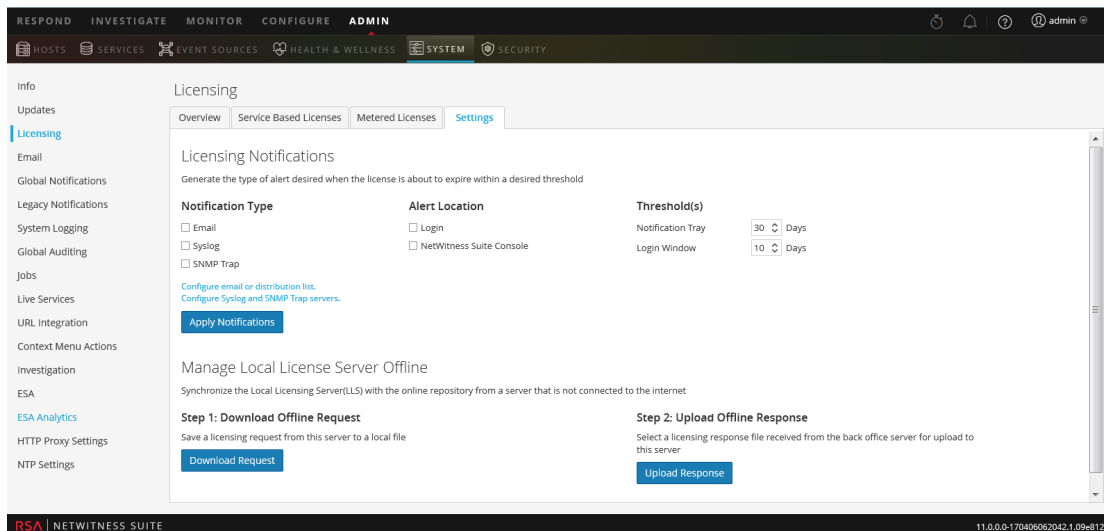 RESPOND INVESTIGATE MONITOR CONFIGURE ADMIN
admin
HOSTS SERVICES EVENT SOURCES HEALTH & WELLNESS SYSTEM SECURITY
Info
Updates
Licensing
Email
Global Notifications
Legacy Notifications
System Logging
Global Auditing
Jobs
Live Services
URL Integration
Context Menu Actions
Investigation
ESA
ESA Analytics
HTTP Proxy Settings
NTP Settings
Licensing
Overview Service Based Licenses Metered Licenses Settings
Licensing Notifications
Generate the type of alert desired when the license is about to expire within a desired threshold
Notification Type Alert Location Threshold(s)
Email Login Notification Tray 30 Days
Syslog NetWitness Suite Console Login Window 10 Days
SNMP Trap
Configure email or distribution list.
Configure Syslog and SNMP Trap servers.
Apply Notifications
Manage Local License Server Offline
Synchronize the Local Licensing Server(LLS) with the online repository from a server that is not connected to the internet
Step 1: Download Offline Request
Save a licensing request from this server to a local file
Download Request
Step 2: Upload Offline Response
Select a licensing response file received from the back office server for upload to
this server
Upload Response
RSA NETWITNESS SUITE
11.0.0.0-170406062042.1.09e812